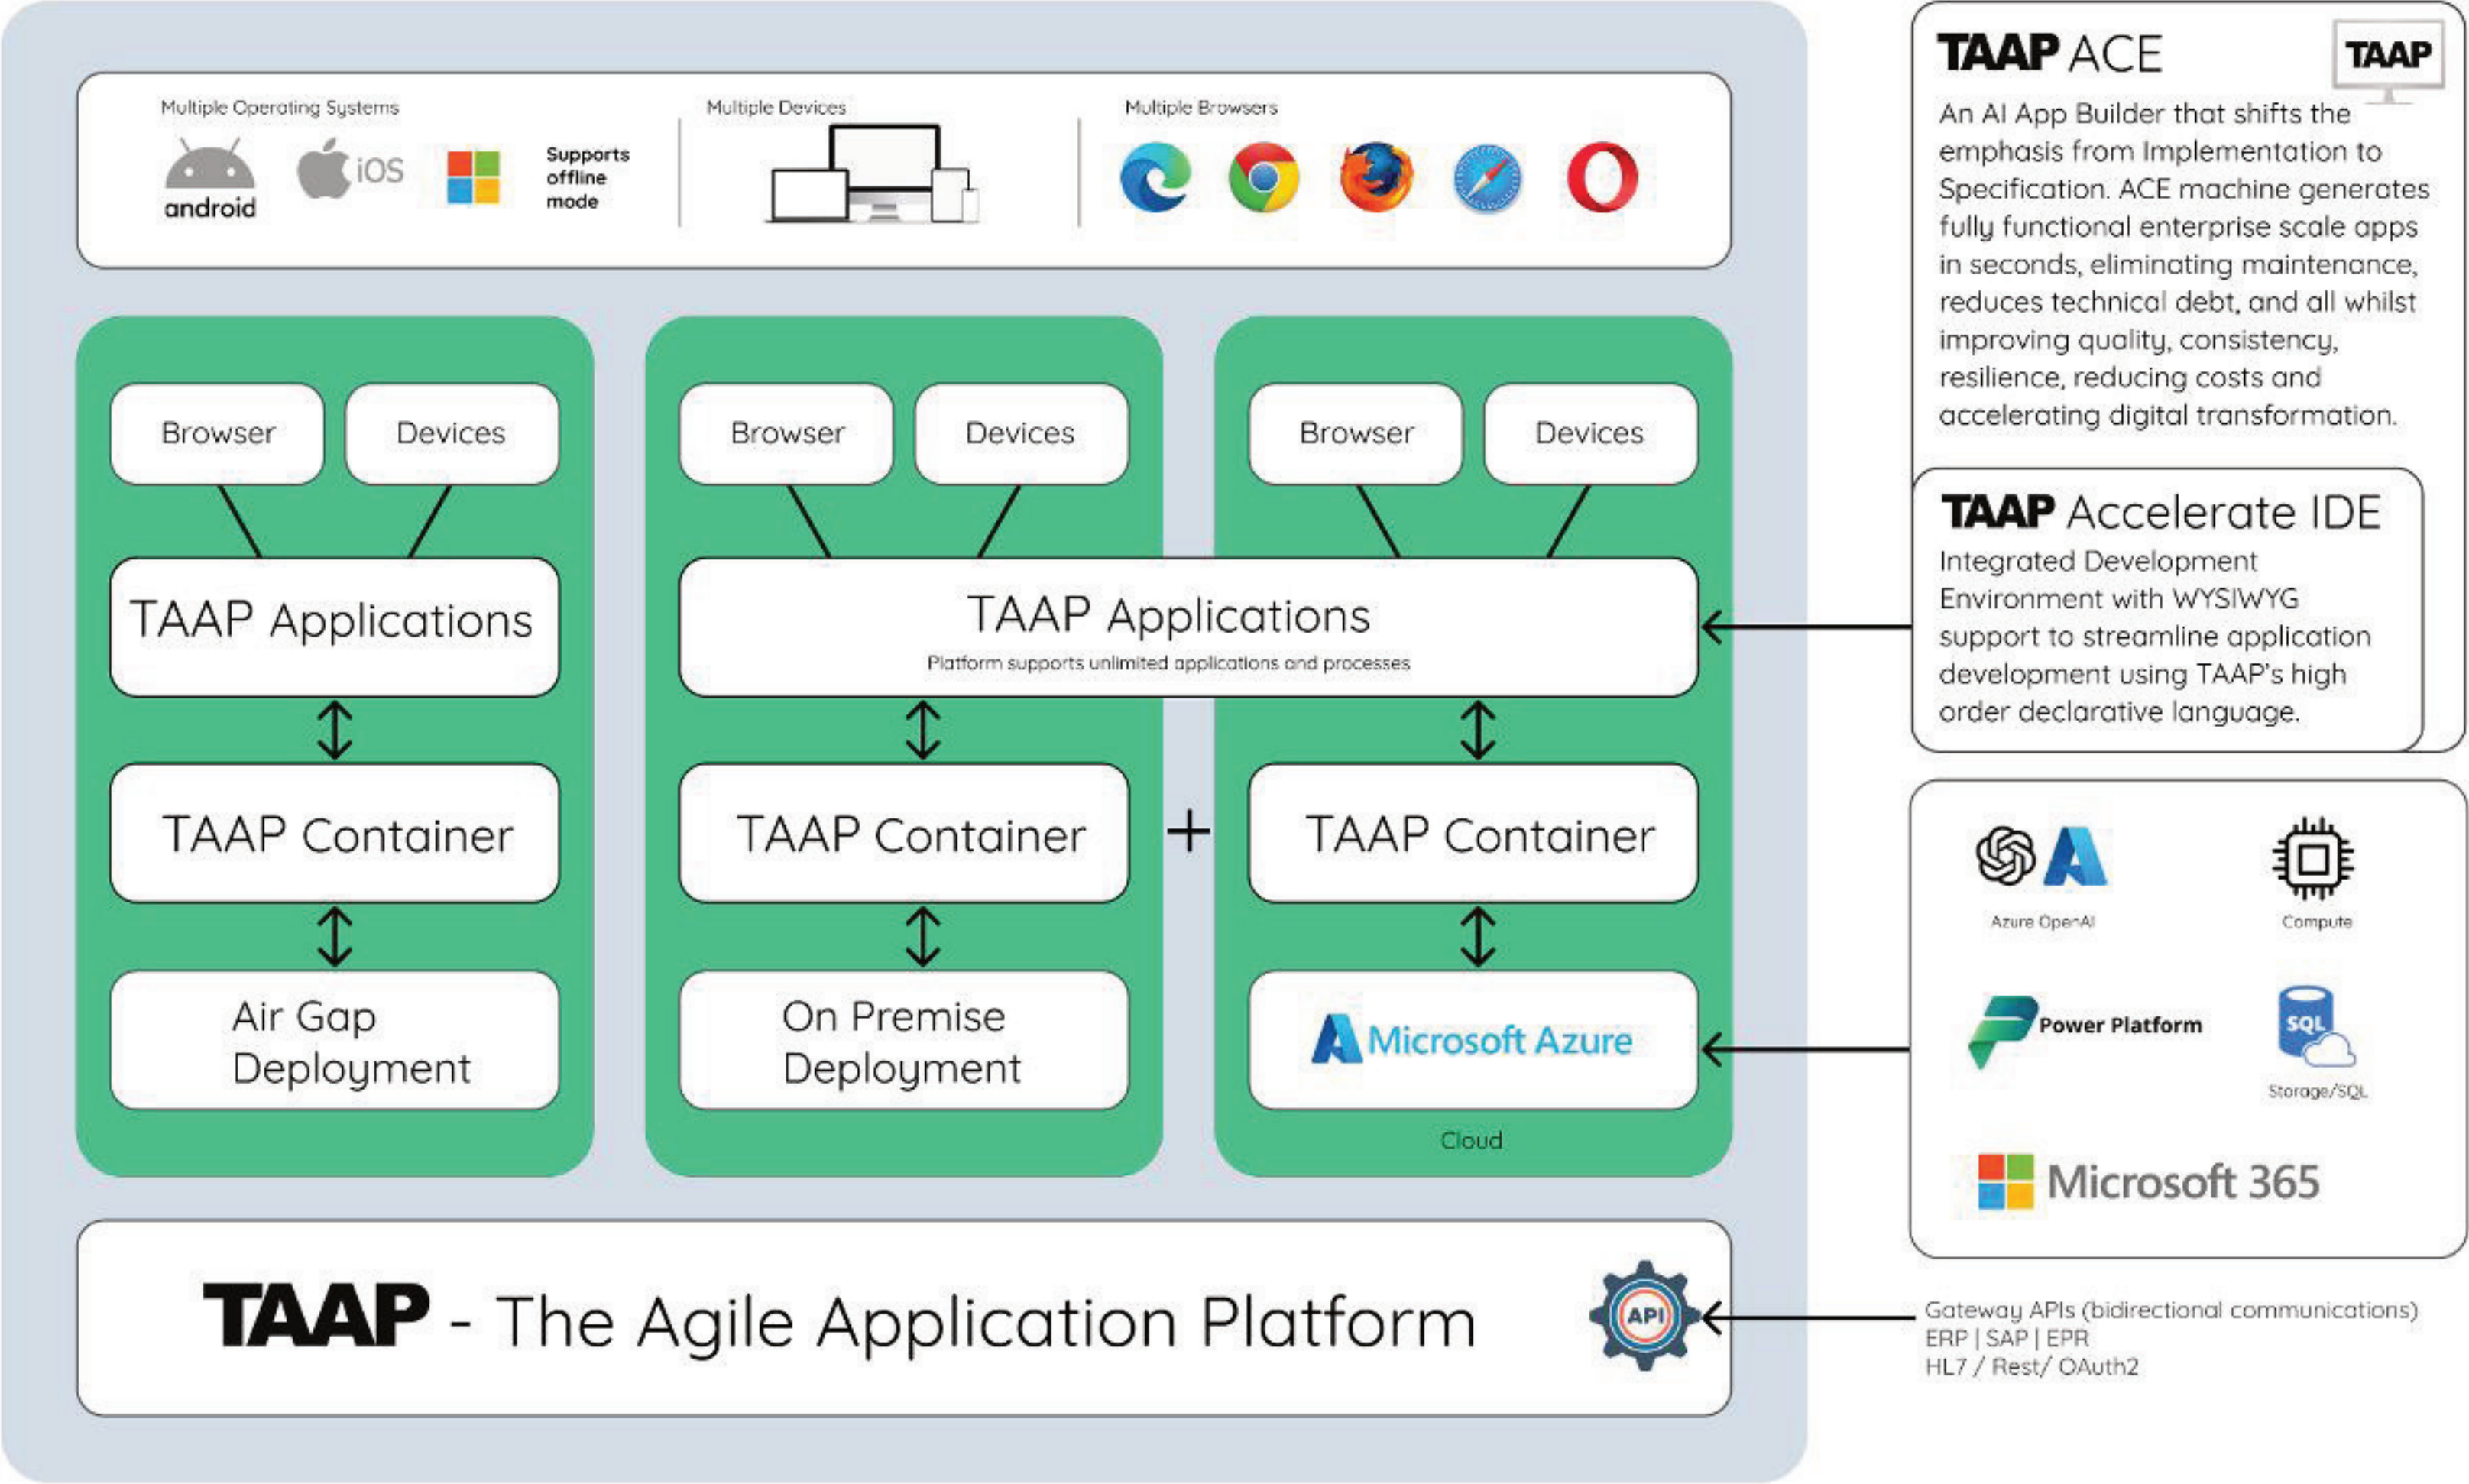 Multiple Operating Systems
android
iOS
Supports
offline
mode
Multiple Devices
Multiple Browsers
Browser
Devices
TAAP Applications
TAAP Container
Air Gap
Deployment
Browser
Devices
Browser
Devices
TAAP Applications
Platform supports unlimited applications and processes
TAAP Container
+
TAAP Container
On Premise
Deployment
Microsoft Azure
Cloud
TAAP - The Agile Application Platform
API
TAAP ACE
TAAP
An AI App Builder that shifts the
emphasis from Implementation to
Specification. ACE machine generates
fully functional enterprise scale apps
in seconds, eliminating maintenance,
reduces technical debt, and all whilst
improving quality, consistency,
resilience, reducing costs and
accelerating digital transformation.
TAAP Accelerate IDE
Integrated Development
Environment with WYSIWYG
support to streamline application
development using TAAP's high
order declarative language.
Azure OpenAI
Compute
Power Platform
SQL
Storage/SQL
Microsoft 365
Gateway APIs (bidirectional communications)
ERP | SAP | EPR
HL7 / Rest/ OAuth2